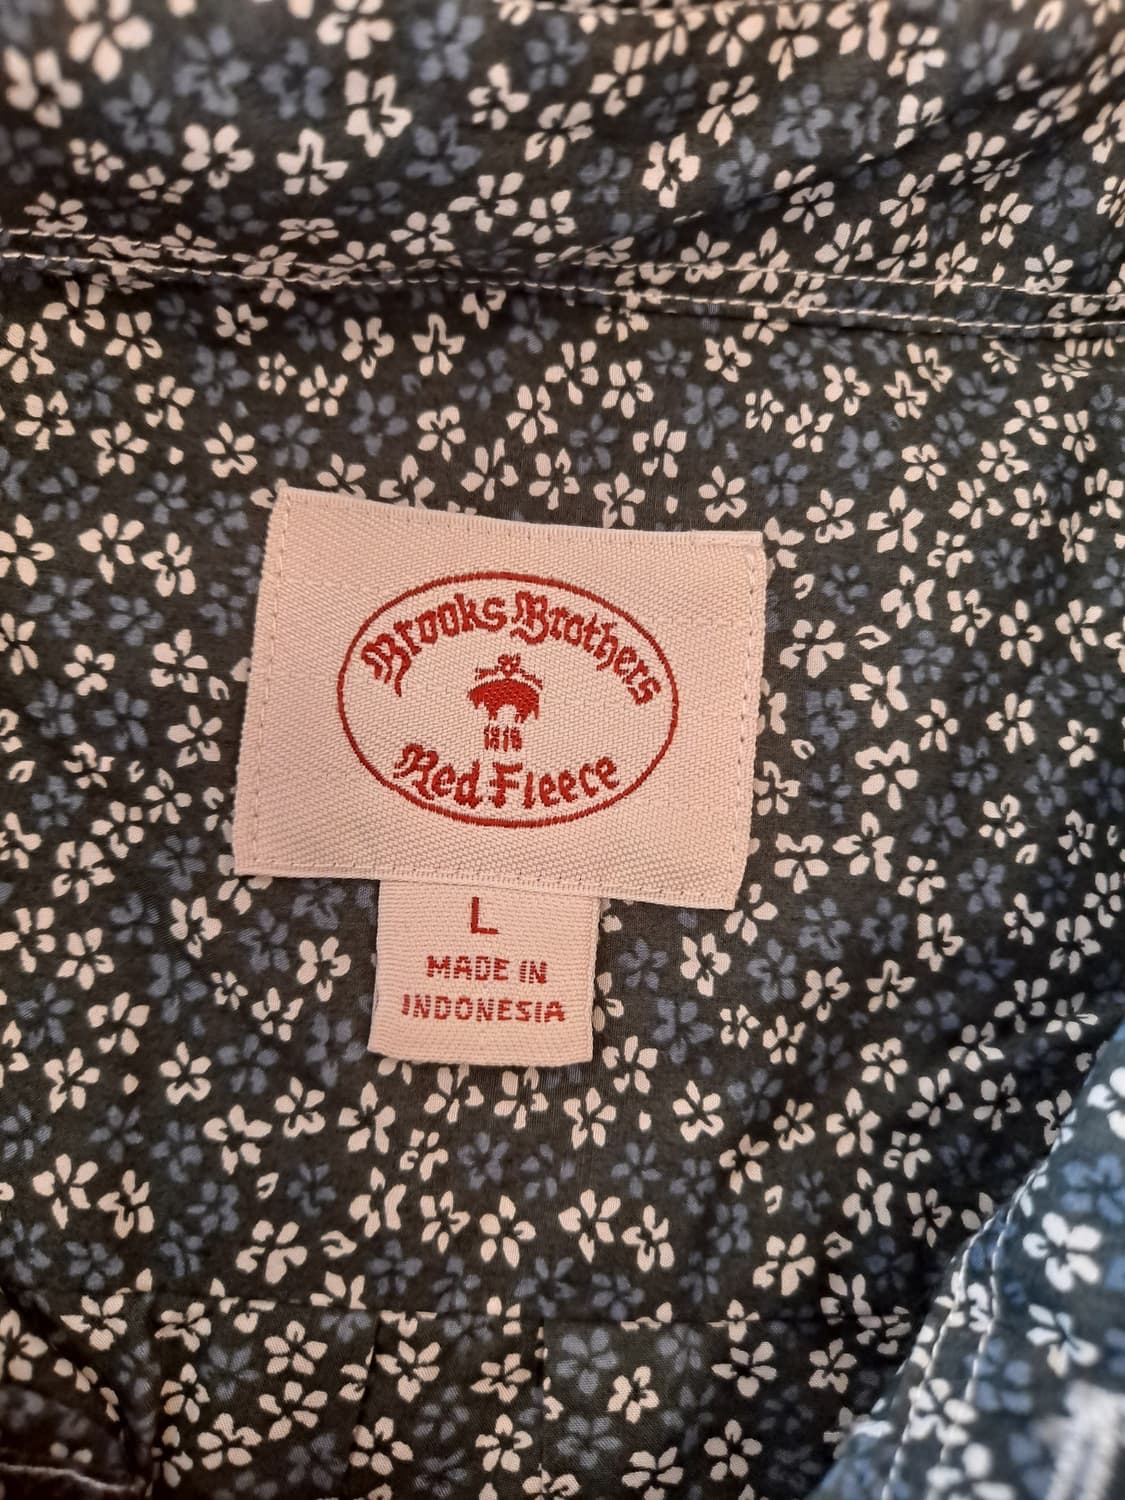 Brooks Brothers
1818
Red Fleece
L
MADE IN
INDONESIA